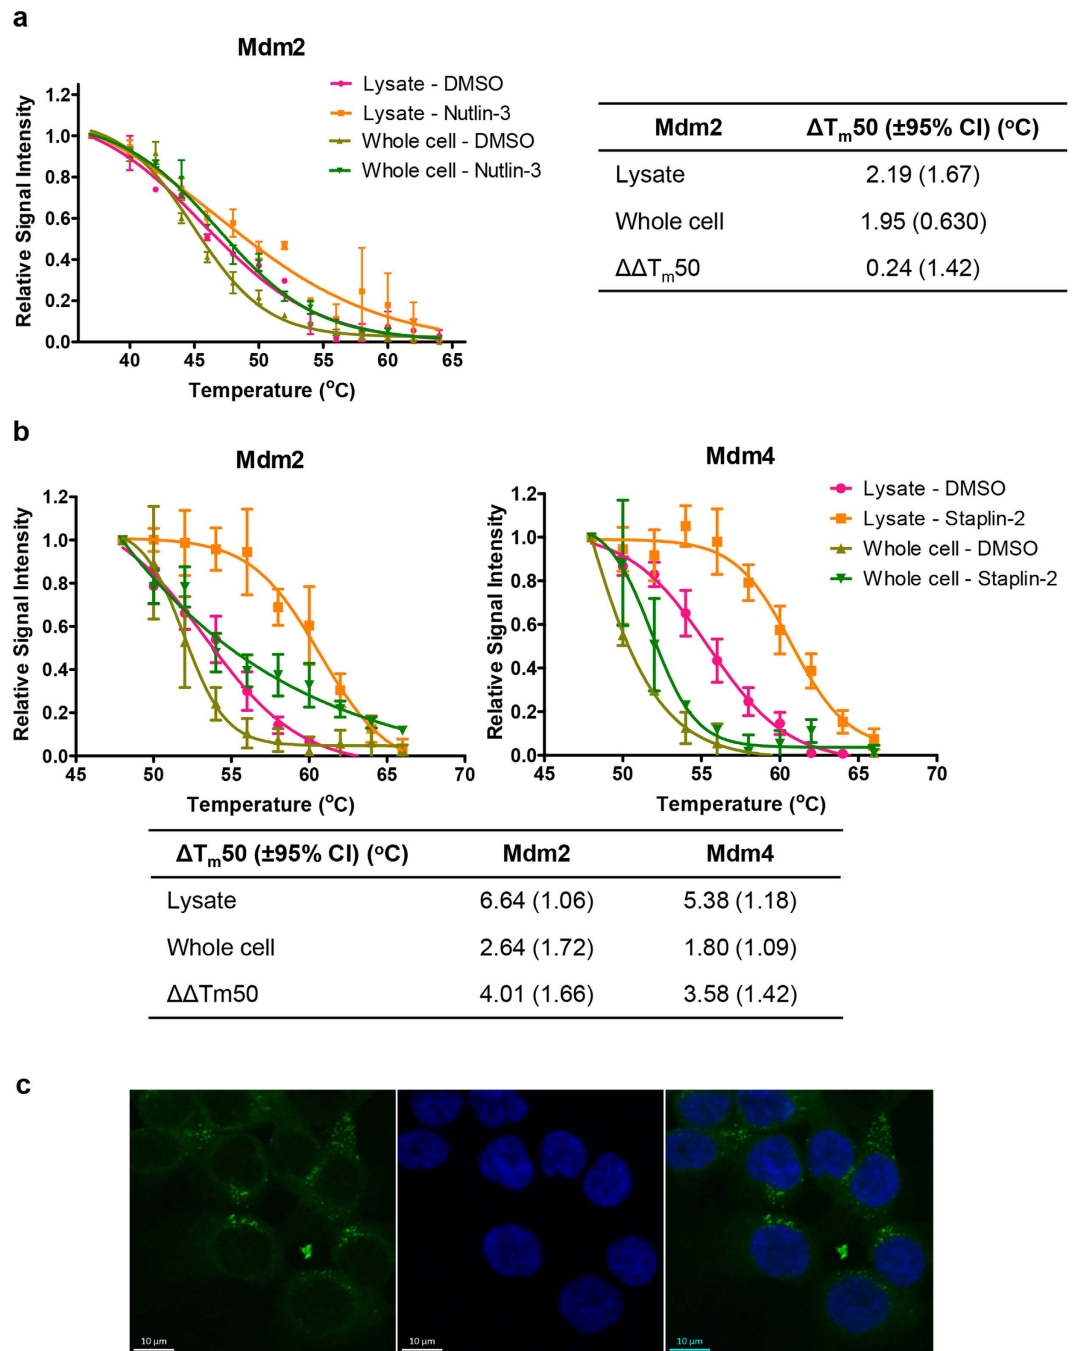 a
Mdm2
Lysate - DMSO
Lysate - Nutlin-3
Whole cell - DMSO
Whole cell - Nutlin-3
Relative Signal Intensity
1.2
1.0
0.8
0.6
0.4
0.2
0.0
40 45 50 55 60 65
Temperature (°C)
Mdm2 ΔTm50 (±95% CI) (°C)
Lysate 2.19 (1.67)
Whole cell 1.95 (0.630)
ΔΔTm50 0.24 (1.42)
b
Mdm2
Relative Signal Intensity
1.2
1.0
0.8
0.6
0.4
0.2
0.0
45 50 55 60 65 70
Temperature (°C)
Mdm4
Relative Signal Intensity
1.2
1.0
0.8
0.6
0.4
0.2
0.0
45 50 55 60 65 70
Temperature (°C)
Lysate - DMSO
Lysate - Staplin-2
Whole cell - DMSO
Whole cell - Staplin-2
ΔTm50 (±95% CI) (°C) Mdm2 Mdm4
Lysate 6.64 (1.06) 5.38 (1.18)
Whole cell 2.64 (1.72) 1.80 (1.09)
ΔΔTm50 4.01 (1.66) 3.58 (1.42)
c
10 μm
10 μm
10 μm